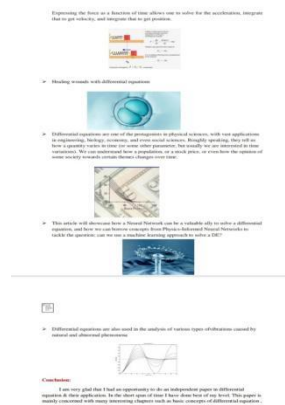 Expressing the force as a function of time allows one to solve for the acceleration, integrate
that to get velocity, and integrate that to get position.
➢ Healing wounds with differential equations
➢ Differential equations are one of the protagonists in physical sciences, with vast applications
in engineering, biology, economy, and even social sciences. Roughly speaking, they tell us
how a quantity varies in time (or some other parameter, but usually we are interested in time
variations). We can understand how a population, or a stock price, or even how the opinion of
some society towards certain themes changes over time.
➢ This article will showcase how a Neural Network can be a valuable ally to solve a differential
equation, and how we can borrow concepts from Physics-Informed Neural Networks to
tackle the question: can we use a machine learning approach to solve a DE?
➢ Differential equations are also used in the analysis of various types of vibrations caused by
natural and abnormal phenomena
Conclusion:
I am very glad that I had an opportunity to do an independent paper in differential
equation & their application. In the short span of time I have done best of my level. This paper is
mainly concerned with many interesting chapters such as basic concepts of differential equation ,